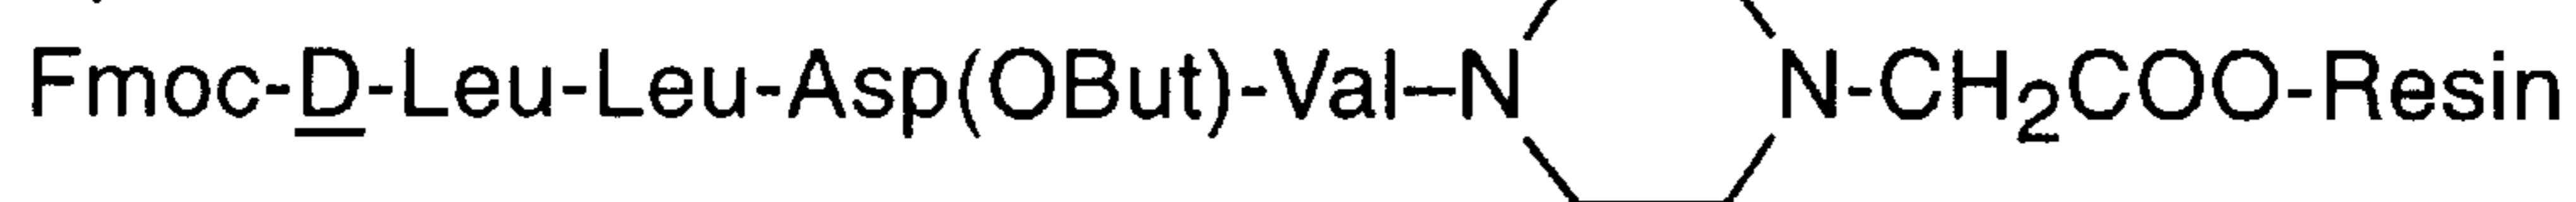 Fmoc-D-Leu-Leu-Asp(OBut)-Val–N N-CH2COO-Resin